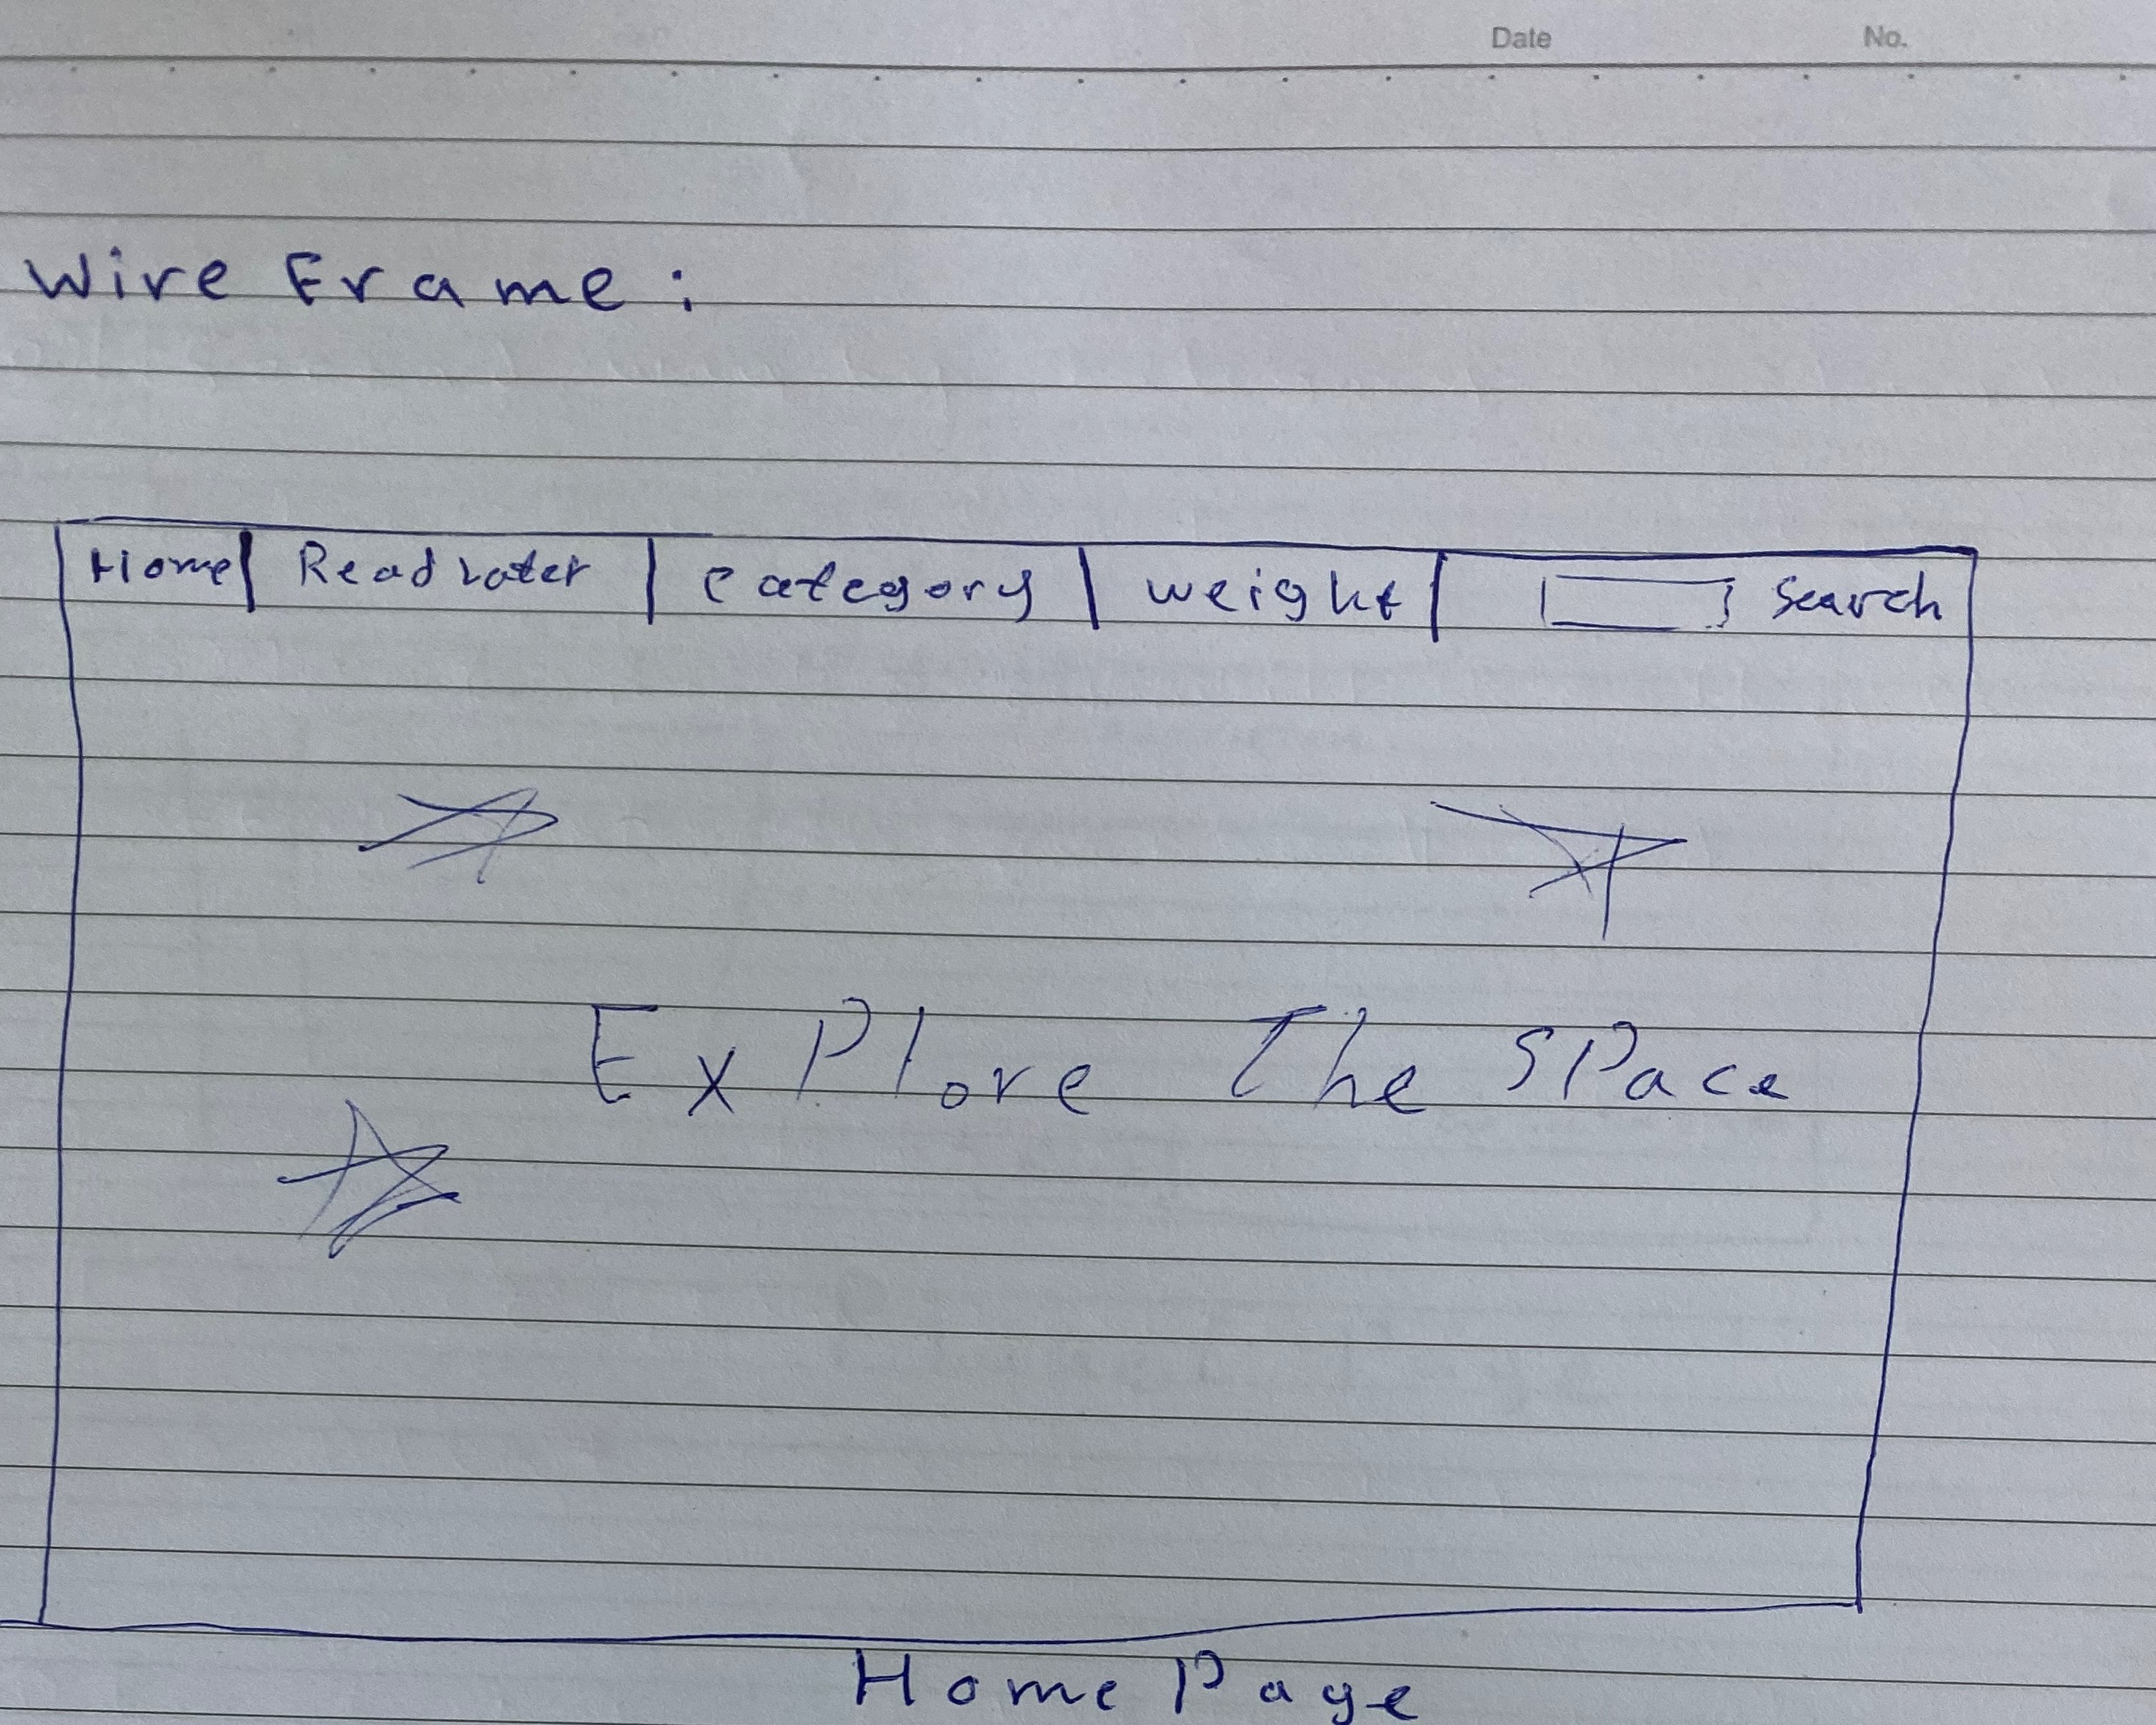 Date No.
Wire Frame :
Home | Read Later | category | weight | Search
Explore The Space
Home Page